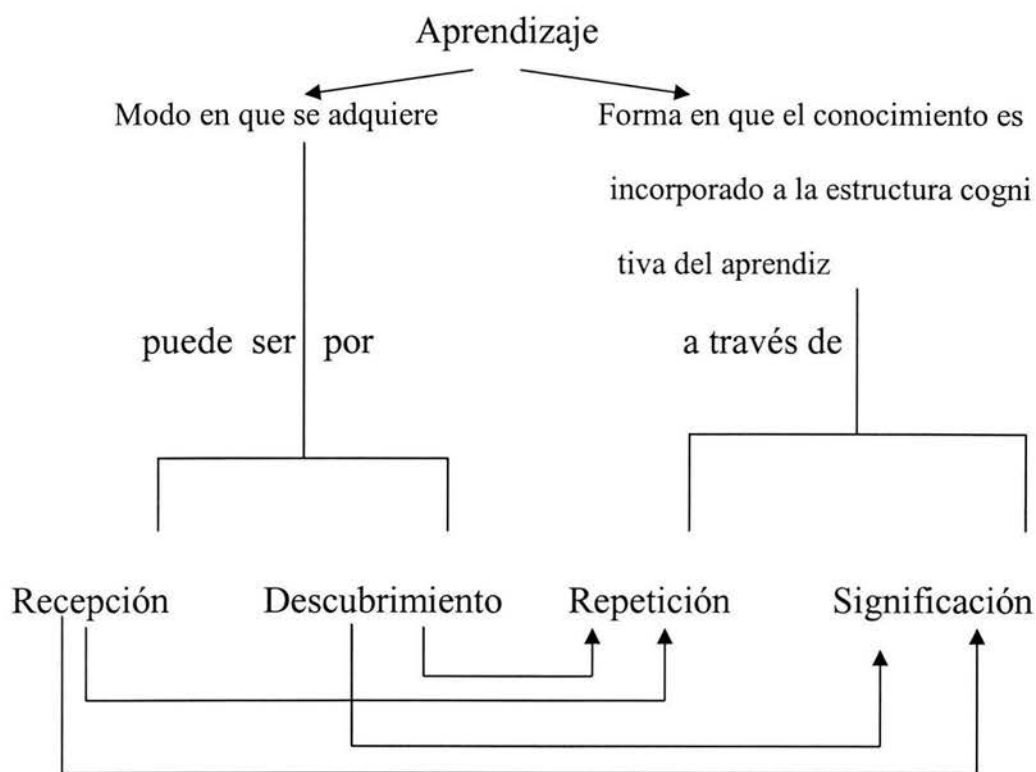 Aprendizaje
Modo en que se adquiere
Forma en que el conocimiento es
incorporado a la estructura cogni
tiva del aprendiz
puede ser por
a través de
Recepción
Descubrimiento
Repetición
Significación